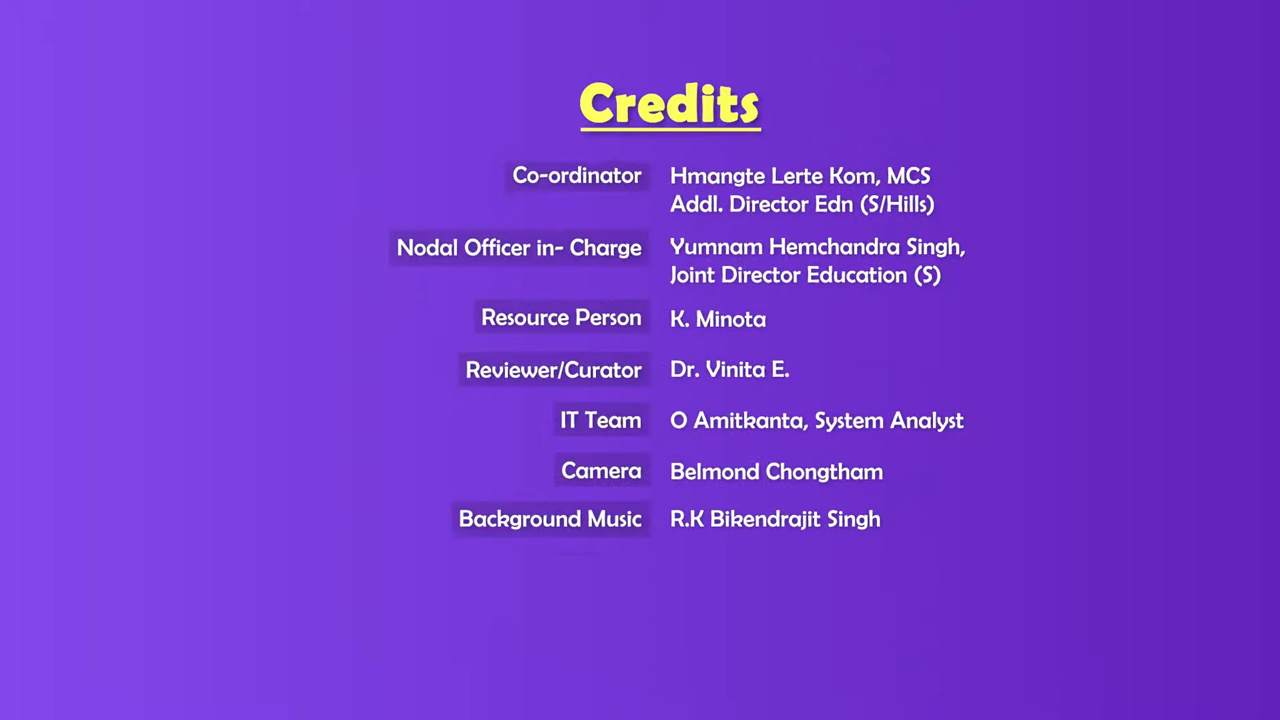 Credits
Co-ordinator Hmangte Lerte Kom, MCS
Addl. Director Edn (S/Hills)
Nodal Officer in- Charge Yumnam Hemchandra Singh,
Joint Director Education (S)
Resource Person K. Minota
Reviewer/Curator Dr. Vinita E.
IT Team O Amitkanta, System Analyst
Camera Belmond Chongtham
Background Music R.K Bikendrajit Singh